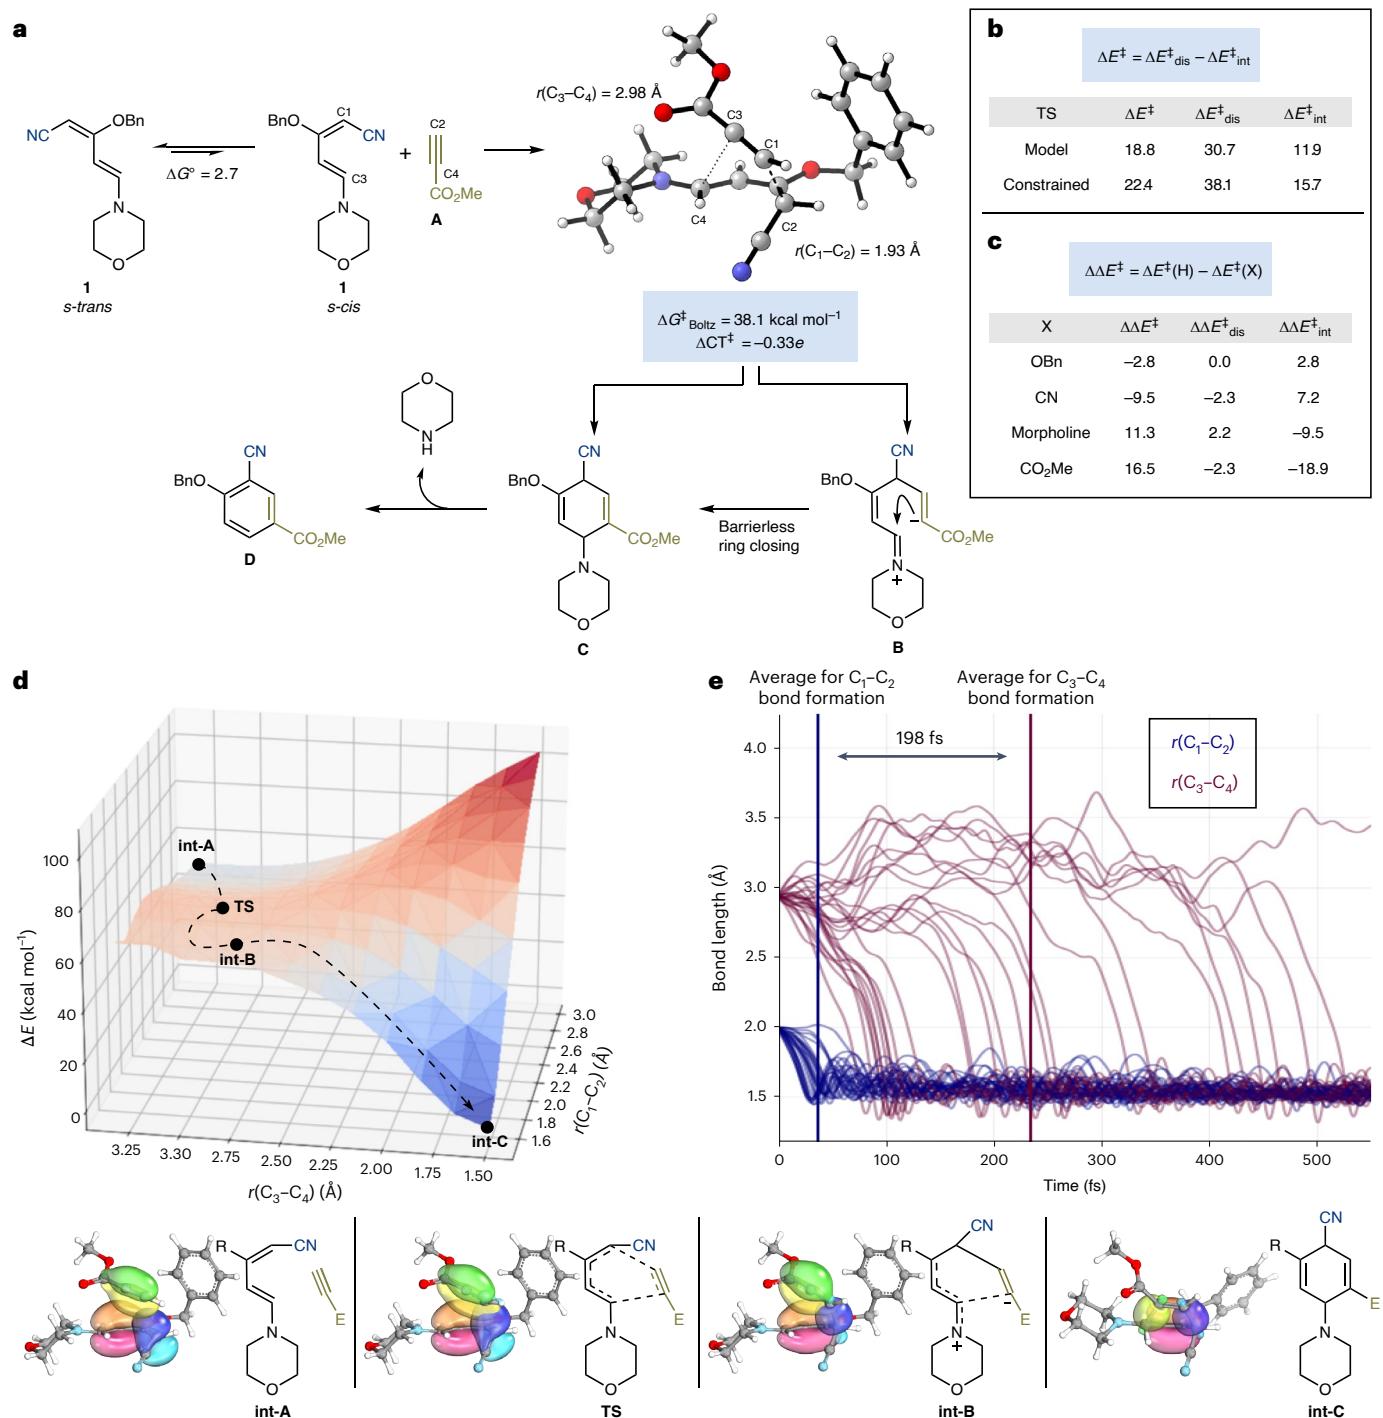 a
NC
OBn
N
O
1
s-trans
ΔG° = 2.7
C1
BnO
CN
C3
N
O
1
s-cis
+
C2
C4
CO2Me
A
r(C3–C4) = 2.98 Å
C3
C1
C4
C2
r(C1–C2) = 1.93 Å
ΔG‡Boltz = 38.1 kcal mol−1
ΔCT‡ = −0.33e
O
N
H
CN
BnO
CO2Me
D
CN
BnO
CO2Me
N
O
C
Barrierless
ring closing
CN
BnO
−
CO2Me
N
+
O
B
b
ΔE‡ = ΔE‡dis − ΔE‡int
TS ΔE‡ ΔE‡dis ΔE‡int
Model 18.8 30.7 11.9
Constrained 22.4 38.1 15.7
c
ΔΔE‡ = ΔE‡(H) − ΔE‡(X)
X ΔΔE‡ ΔΔE‡dis ΔΔE‡int
OBn −2.8 0.0 2.8
CN −9.5 −2.3 7.2
Morpholine 11.3 2.2 −9.5
CO2Me 16.5 −2.3 −18.9
d
ΔE (kcal mol−1)
100
80
60
40
20
0
int-A
TS
int-B
int-C
3.25 3.30 2.75 2.50 2.25 2.00 1.75 1.50
r(C3–C4) (Å)
3.0
2.8
2.6
2.4
2.2
2.0
1.8
1.6
r(C1–C2) (Å)
e
Average for C1–C2
bond formation
Average for C3–C4
bond formation
198 fs
r(C1–C2)
r(C3–C4)
Bond length (Å)
4.0
3.5
3.0
2.5
2.0
1.5
0 100 200 300 400 500
Time (fs)
R
CN
E
N
O
int-A
R
CN
E
N
O
TS
CN
R
−
E
N
+
O
int-B
CN
R
E
N
O
int-C